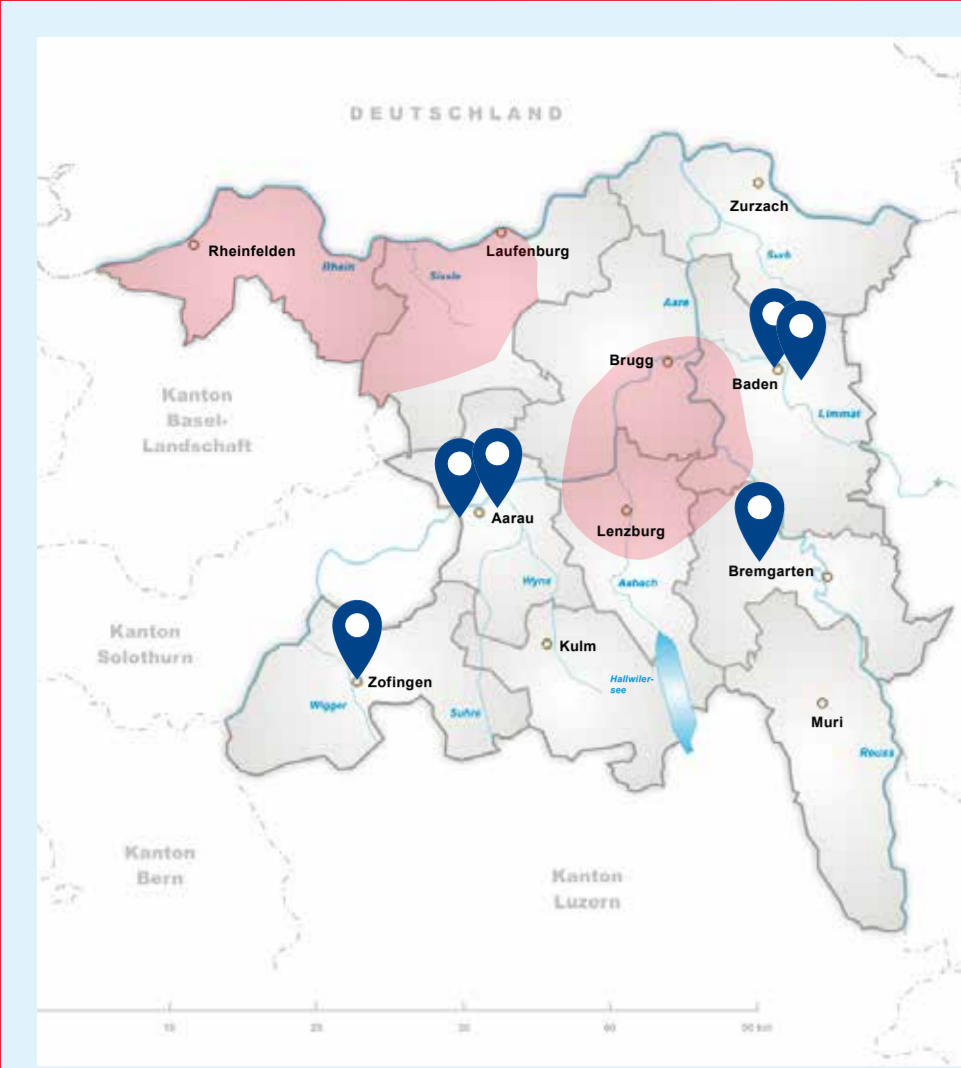 DEUTSCHLAND
Zurzach
Rheinfelden
Laufenburg
Rhein
Sissle
Surb
Aare
Brugg
Baden
Kanton
Basel-
Landschaft
Limmat
Aarau
Lenzburg
Bremgarten
Wyna
Aabach
Kanton
Solothurn
Kulm
Zofingen
Hallwiler-
see
Wigger
Suhre
Muri
Reuss
Kanton
Bern
Kanton
Luzern